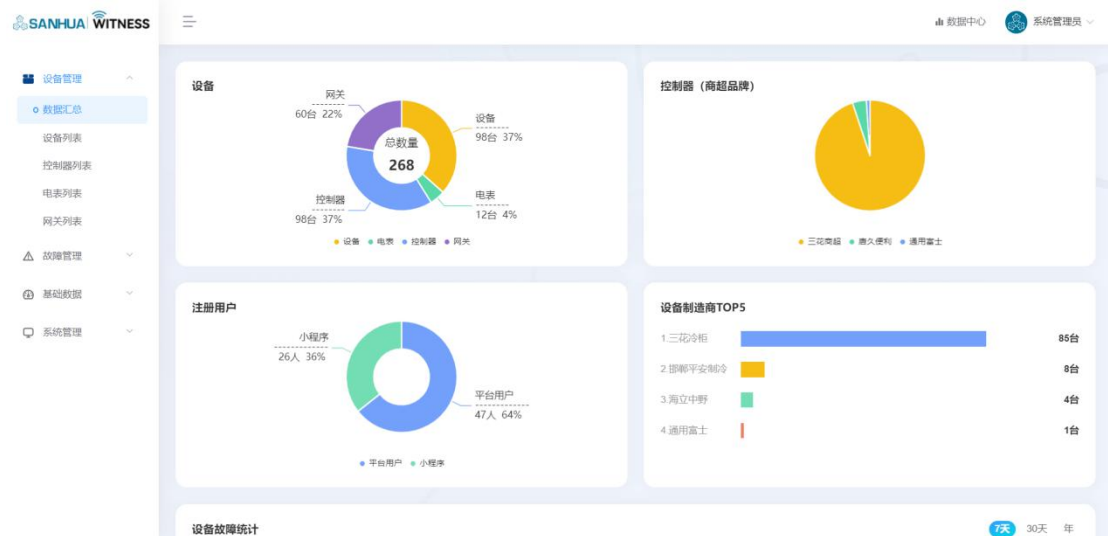 SANHUA WITNESS
数据中心
系统管理员
设备管理
数据汇总
设备列表
控制器列表
电表列表
网关列表
故障管理
基础数据
系统管理
设备
网关
60台 22%
设备
98台 37%
总数量
268
控制器
98台 37%
电表
12台 4%
设备 电表 控制器 网关
控制器（商超品牌）
三花商超 唐久便利 通用富士
注册用户
小程序
26人 36%
平台用户
47人 64%
平台用户 小程序
设备制造商TOP5
1.三花冷柜 85台
2.邯郸平安制冷 8台
3.海立中野 4台
4.通用富士 1台
设备故障统计
7天 30天 年